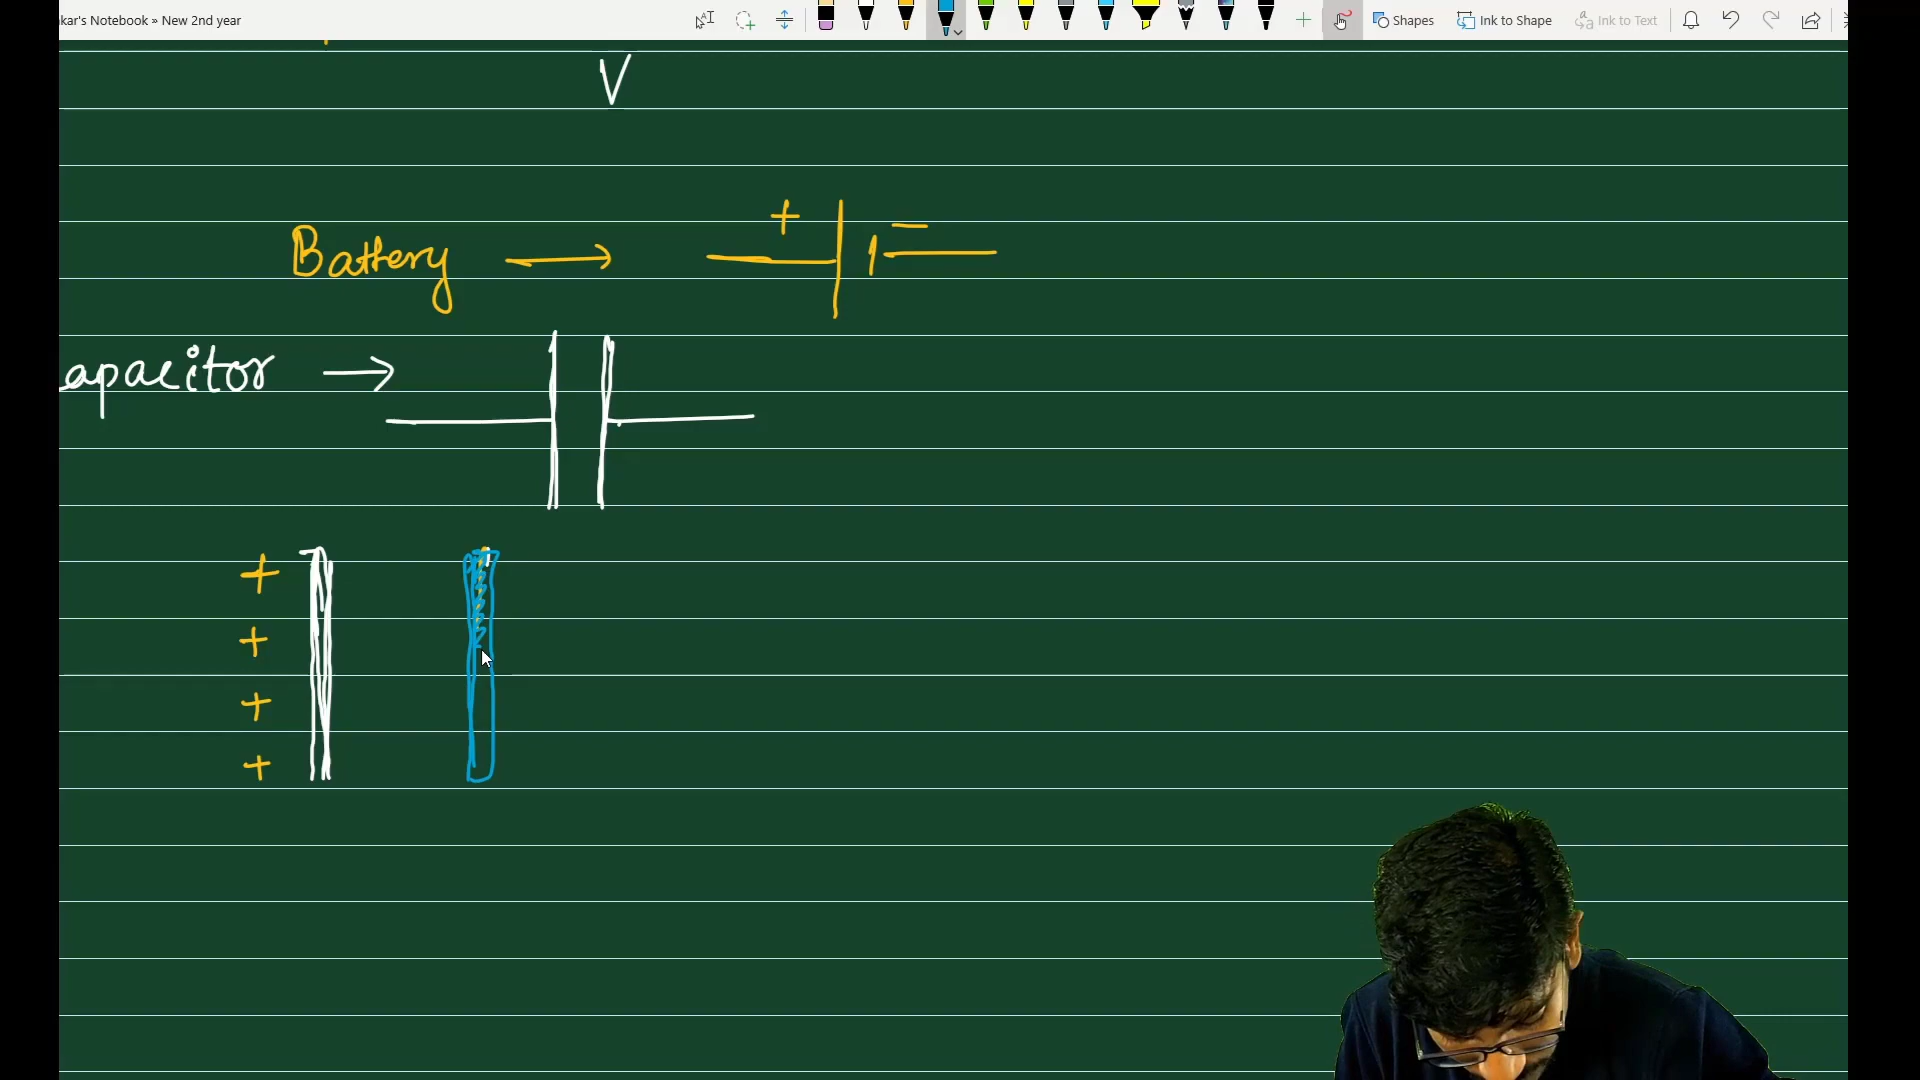 kar's Notebook » New 2nd year
Shapes Ink to Shape Ink to Text
V
Battery → + =
apacitor →
+
+
+
+